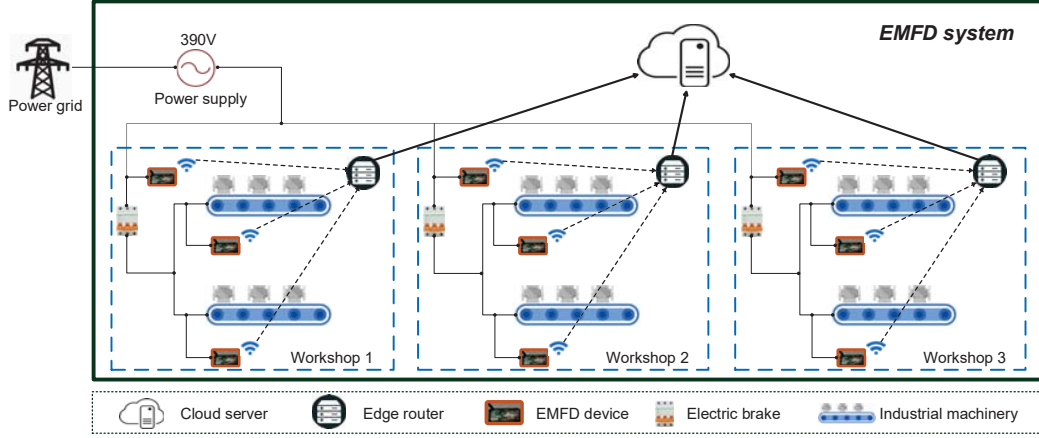 EMFD system
390V
Power grid
Power supply
Workshop 1
Workshop 2
Workshop 3
Cloud server
Edge router
EMFD device
Electric brake
Industrial machinery